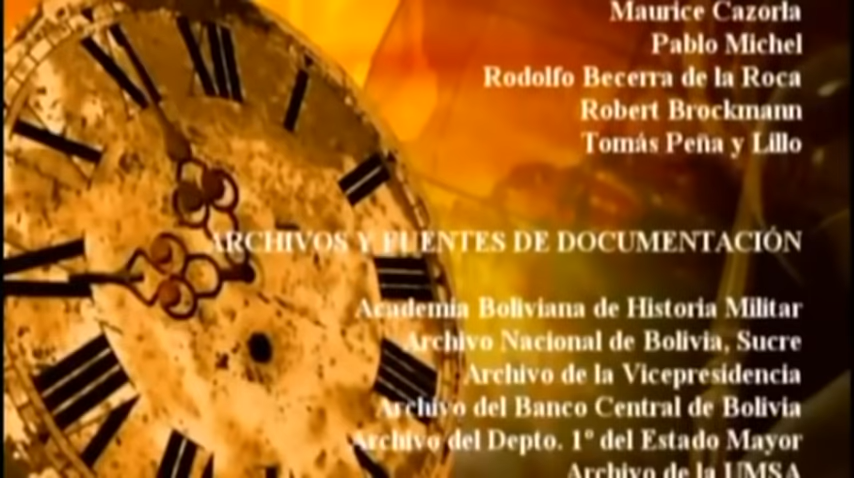 Maurice Cazorla
Pablo Michel
Rodolfo Becerra de la Roca
Robert Brockmann
Tomás Peña y Lillo
ARCHIVOS Y FUENTES DE DOCUMENTACIÓN
Academia Boliviana de Historia Militar
Archivo Nacional de Bolivia, Sucre
Archivo de la Vicepresidencia
Archivo del Banco Central de Bolivia
Archivo del Depto. 1º del Estado Mayor
Archivo de la UMSA